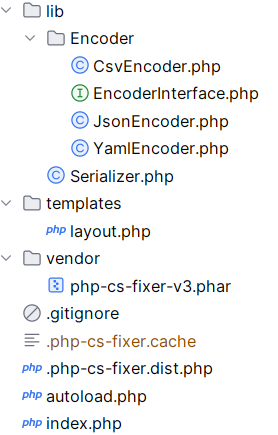 lib
Encoder
C CsvEncoder.php
I EncoderInterface.php
C JsonEncoder.php
C YamlEncoder.php
C Serializer.php
templates
php layout.php
vendor
php-cs-fixer-v3.phar
.gitignore
.php-cs-fixer.cache
php .php-cs-fixer.dist.php
php autoload.php
php index.php